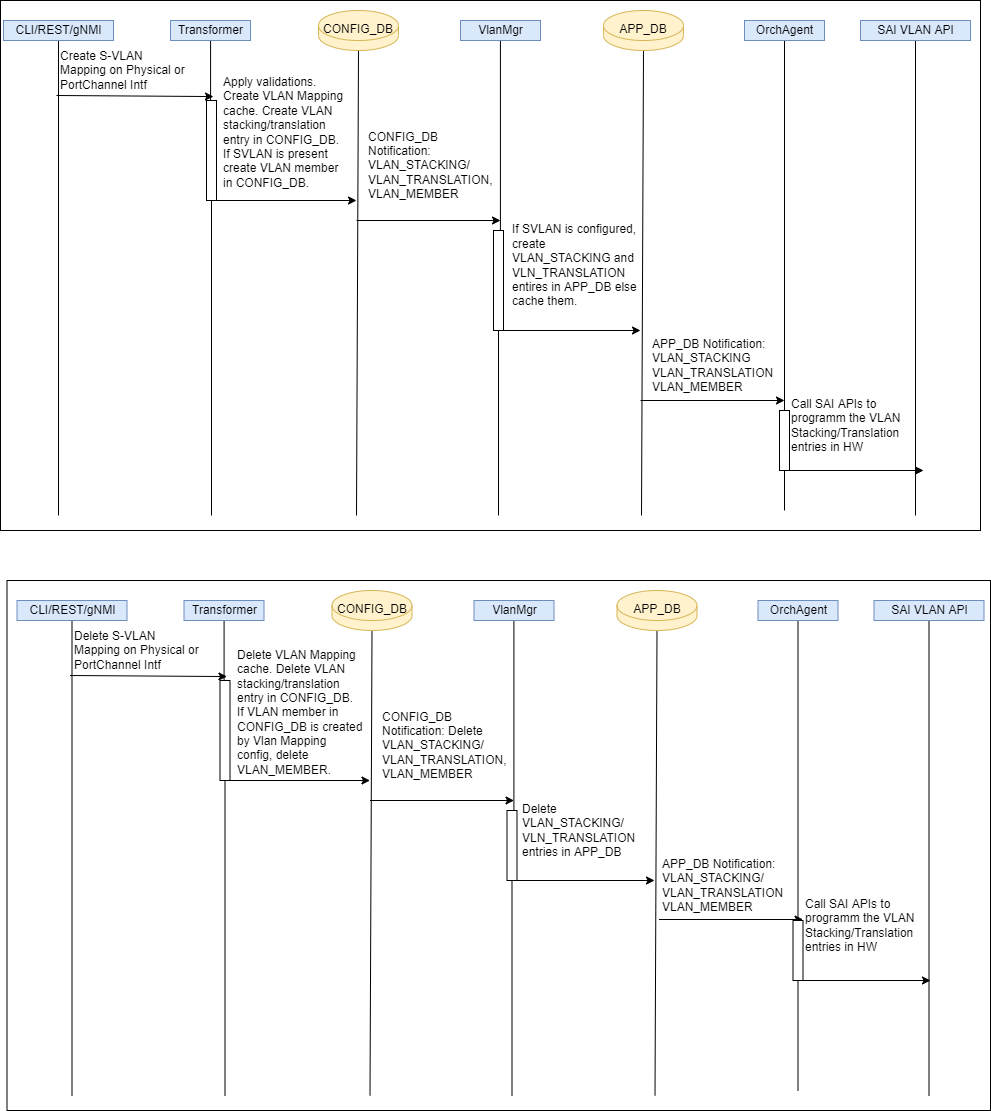 CLI/REST/gNMI
Transformer
CONFIG_DB
VlanMgr
APP_DB
OrchAgent
SAI VLAN API
Create S-VLAN
Mapping on Physical or
PortChannel Intf
Apply validations.
Create VLAN Mapping
cache. Create VLAN
stacking/translation
entry in CONFIG_DB.
If SVLAN is present
create VLAN member
in CONFIG_DB.
CONFIG_DB
Notification:
VLAN_STACKING/
VLAN_TRANSLATION,
VLAN_MEMBER
If SVLAN is configured,
create
VLAN_STACKING and
VLN_TRANSLATION
entires in APP_DB else
cache them.
APP_DB Notification:
VLAN_STACKING
VLAN_TRANSLATION
VLAN_MEMBER
Call SAI APIs to
programm the VLAN
Stacking/Translation
entries in HW
CLI/REST/gNMI
Transformer
CONFIG_DB
VlanMgr
APP_DB
OrchAgent
SAI VLAN API
Delete S-VLAN
Mapping on Physical or
PortChannel Intf
Delete VLAN Mapping
cache. Delete VLAN
stacking/translation
entry in CONFIG_DB.
If VLAN member in
CONFIG_DB is created
by Vlan Mapping
config, delete
VLAN_MEMBER.
CONFIG_DB
Notification: Delete
VLAN_STACKING/
VLAN_TRANSLATION,
VLAN_MEMBER
Delete
VLAN_STACKING/
VLN_TRANSLATION
entries in APP_DB
APP_DB Notification:
VLAN_STACKING/
VLAN_TRANSLATION
VLAN_MEMBER
Call SAI APIs to
programm the VLAN
Stacking/Translation
entries in HW